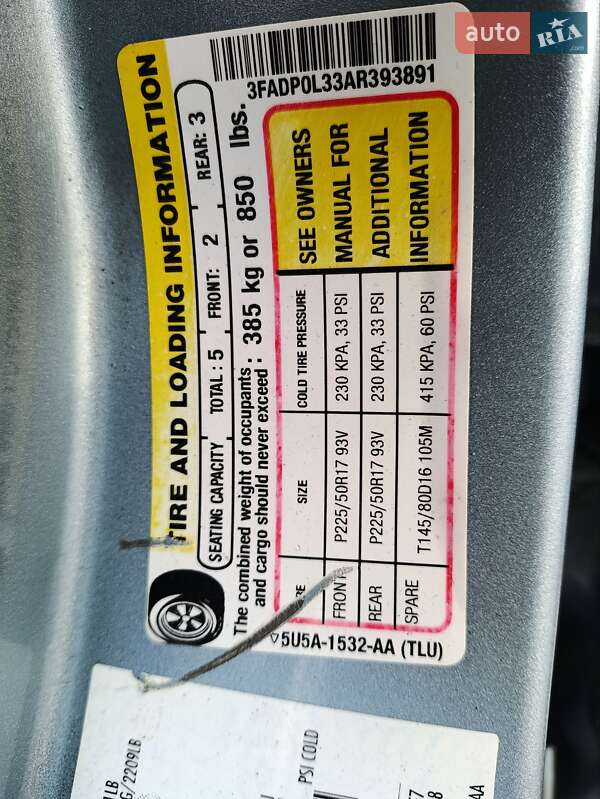 auto RIA .com
3FADP0L33AR393891
TIRE AND LOADING INFORMATION
SEATING CAPACITY TOTAL : 5 FRONT: 2 REAR: 3
The combined weight of occupants and cargo should never exceed : 385 kg or 850 lbs.
SIZE COLD TIRE PRESSURE
FRONT P225/50R17 93V 230 KPA, 33 PSI
REAR P225/50R17 93V 230 KPA, 33 PSI
SPARE T145/80D16 105M 415 KPA, 60 PSI
SEE OWNERS
MANUAL FOR
ADDITIONAL
INFORMATION
5U5A-1532-AA (TLU)
G/2209LB
PSI COLD